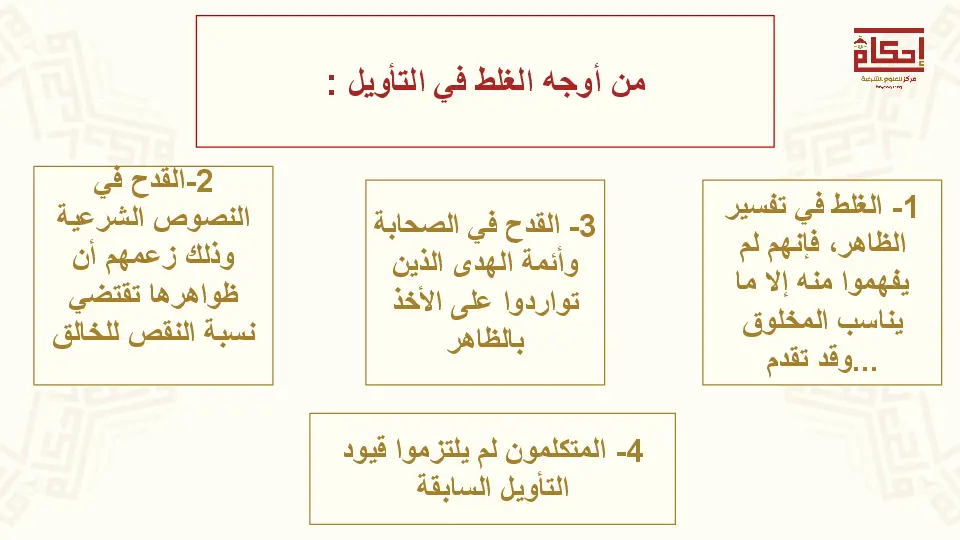 من أوجه الغلط في التأويل :
إحكام
مركز للعلوم الشرعية
1- الغلط في تفسير
الظاهر، فإنهم لم
يفهموا منه إلا ما
يناسب المخلوق
...وقد تقدم
2-القدح في
النصوص الشرعية
وذلك زعمهم أن
ظواهرها تقتضي
نسبة النقص للخالق
3- القدح في الصحابة
وأئمة الهدى الذين
تواردوا على الأخذ
بالظاهر
4- المتكلمون لم يلتزموا قيود
التأويل السابقة